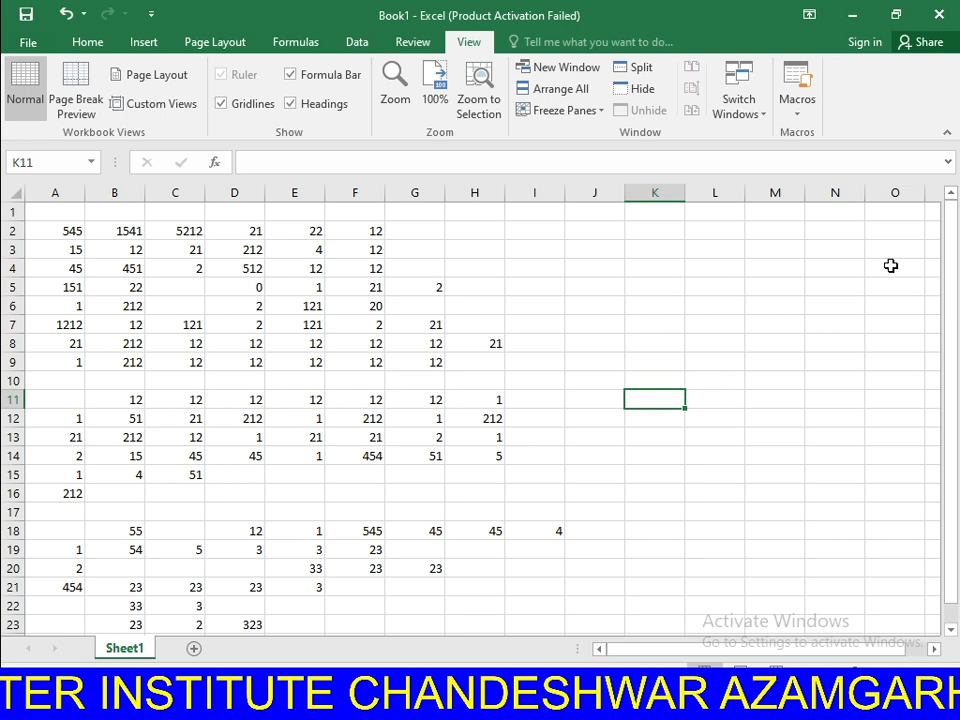 Book1 - Excel (Product Activation Failed)
File Home Insert Page Layout Formulas Data Review View Tell me what you want to do... Sign in Share
Normal Page Break Preview Page Layout Custom Views
Workbook Views
Ruler Formula Bar
Gridlines Headings
Show
Zoom 100% Zoom to Selection
Zoom
New Window Split
Arrange All Hide
Freeze Panes Unhide
Switch Windows
Window
Macros
Macros
K11 fx
A B C D E F G H I J K L M N O
1
2 545 1541 5212 21 22 12
3 15 12 21 212 4 12
4 45 451 2 512 12 12
5 151 22 0 1 21 2
6 1 212 2 121 20
7 1212 12 121 2 121 2 21
8 21 212 12 12 12 12 12 21
9 1 212 12 12 12 12 12
10
11 12 12 12 12 12 12 1
12 1 51 21 212 1 212 1 212
13 21 212 12 1 21 21 2 1
14 2 15 45 45 1 454 51 5
15 1 4 51
16 212
17
18 55 12 1 545 45 45 4
19 1 54 5 3 3 23
20 2 33 23 23
21 454 23 23 23 3
22 33 3
23 23 2 323
Activate Windows
Go to Settings to activate Windows.
Sheet1
TER INSTITUTE CHANDESHWAR AZAMGARH